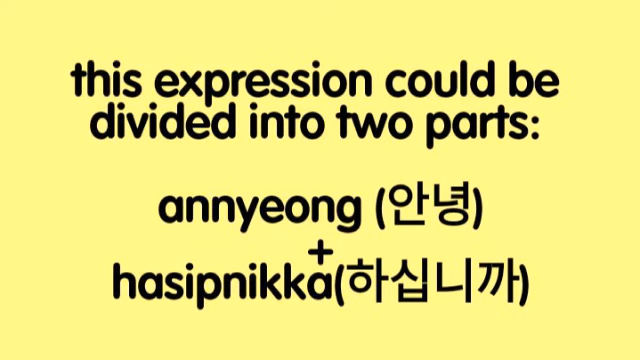 this expression could be
divided into two parts:
annyeong (안녕)
+
hasipnikka(하십니까)